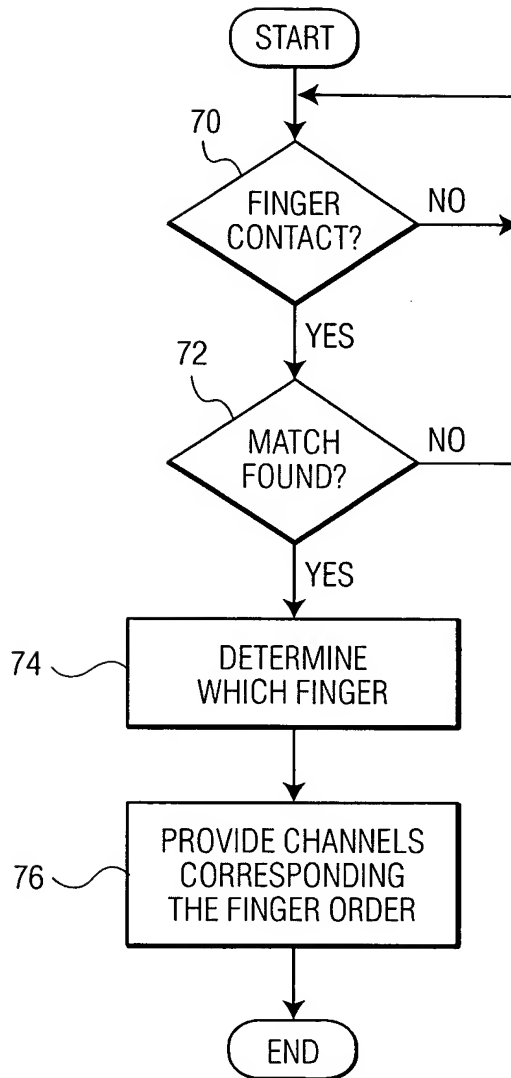 START
70
FINGER
CONTACT?
NO
YES
72
MATCH
FOUND?
NO
YES
74
DETERMINE
WHICH FINGER
76
PROVIDE CHANNELS
CORRESPONDING
THE FINGER ORDER
END